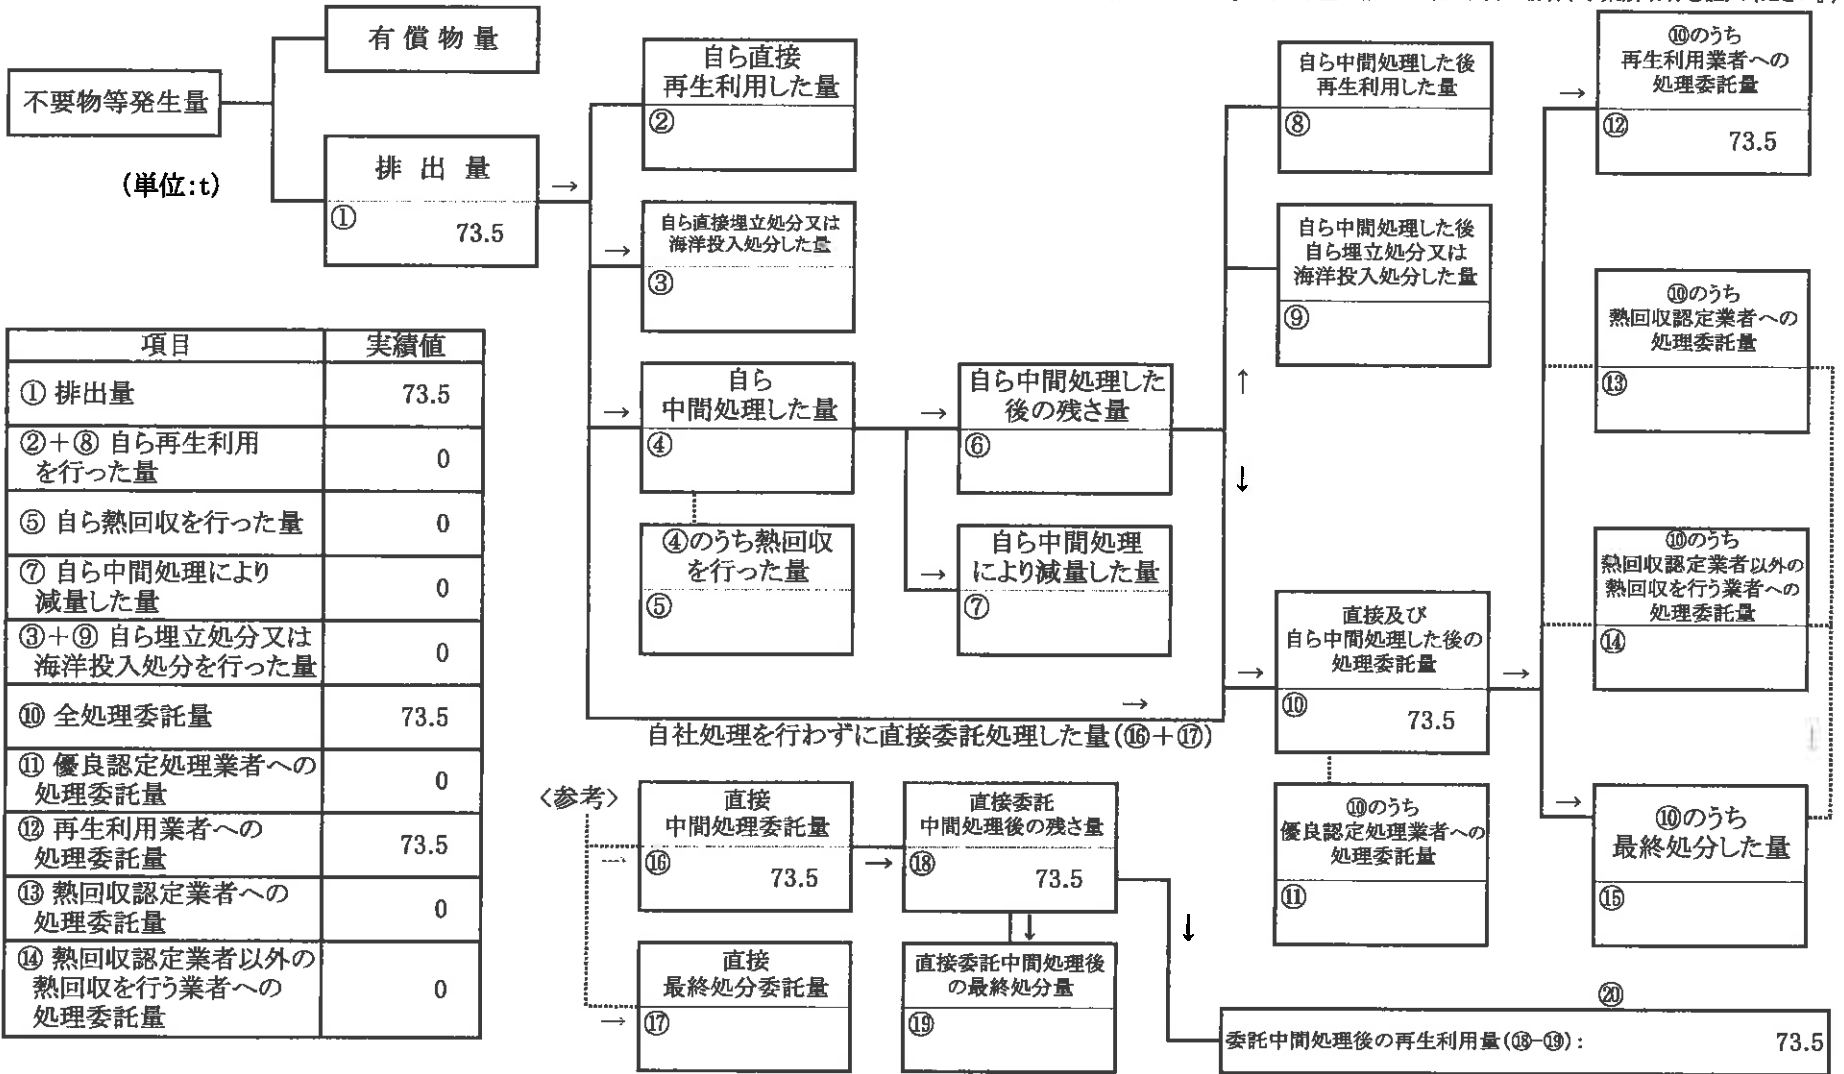 有償物量
不要物等発生量
(単位:t)
排出量
①
73.5
→
自ら直接
再生利用した量
②
→
自ら直接埋立処分又は
海洋投入処分した量
③
→
自ら
中間処理した量
④
④のうち熱回収
を行った量
⑤
→
自ら中間処理した
後の残さ量
⑥
→
自ら中間処理
により減量した量
⑦
↑
↓
自ら中間処理した後
再生利用した量
⑧
自ら中間処理した後
自ら埋立処分又は
海洋投入処分した量
⑨
→
自社処理を行わずに直接委託処理した量(⑯+⑰)
→
直接及び
自ら中間処理した後の
処理委託量
⑩
73.5
→
⑩のうち
優良認定処理業者への
処理委託量
⑪
→
⑩のうち
再生利用業者への
処理委託量
⑫
73.5
⑩のうち
熱回収認定業者への
処理委託量
⑬
⑩のうち
熱回収認定業者以外の
熱回収を行う業者への
処理委託量
⑭
→
⑩のうち
最終処分した量
⑮
項目 実績値
① 排出量 73.5
②+⑧ 自ら再生利用
を行った量 0
⑤ 自ら熱回収を行った量 0
⑦ 自ら中間処理により
減量した量 0
③+⑨ 自ら埋立処分又は
海洋投入処分を行った量 0
⑩ 全処理委託量 73.5
⑪ 優良認定処理業者への
処理委託量 0
⑫ 再生利用業者への
処理委託量 73.5
⑬ 熱回収認定業者への
処理委託量 0
⑭ 熱回収認定業者以外の
熱回収を行う業者への
処理委託量 0
〈参考〉
→
直接
中間処理委託量
⑯
73.5
→
直接委託
中間処理後の残さ量
⑱
73.5
↓
↓
→
直接
最終処分委託量
⑰
直接委託中間処理後
の最終処分量
⑲
⑳
委託中間処理後の再生利用量(⑱-⑲): 73.5